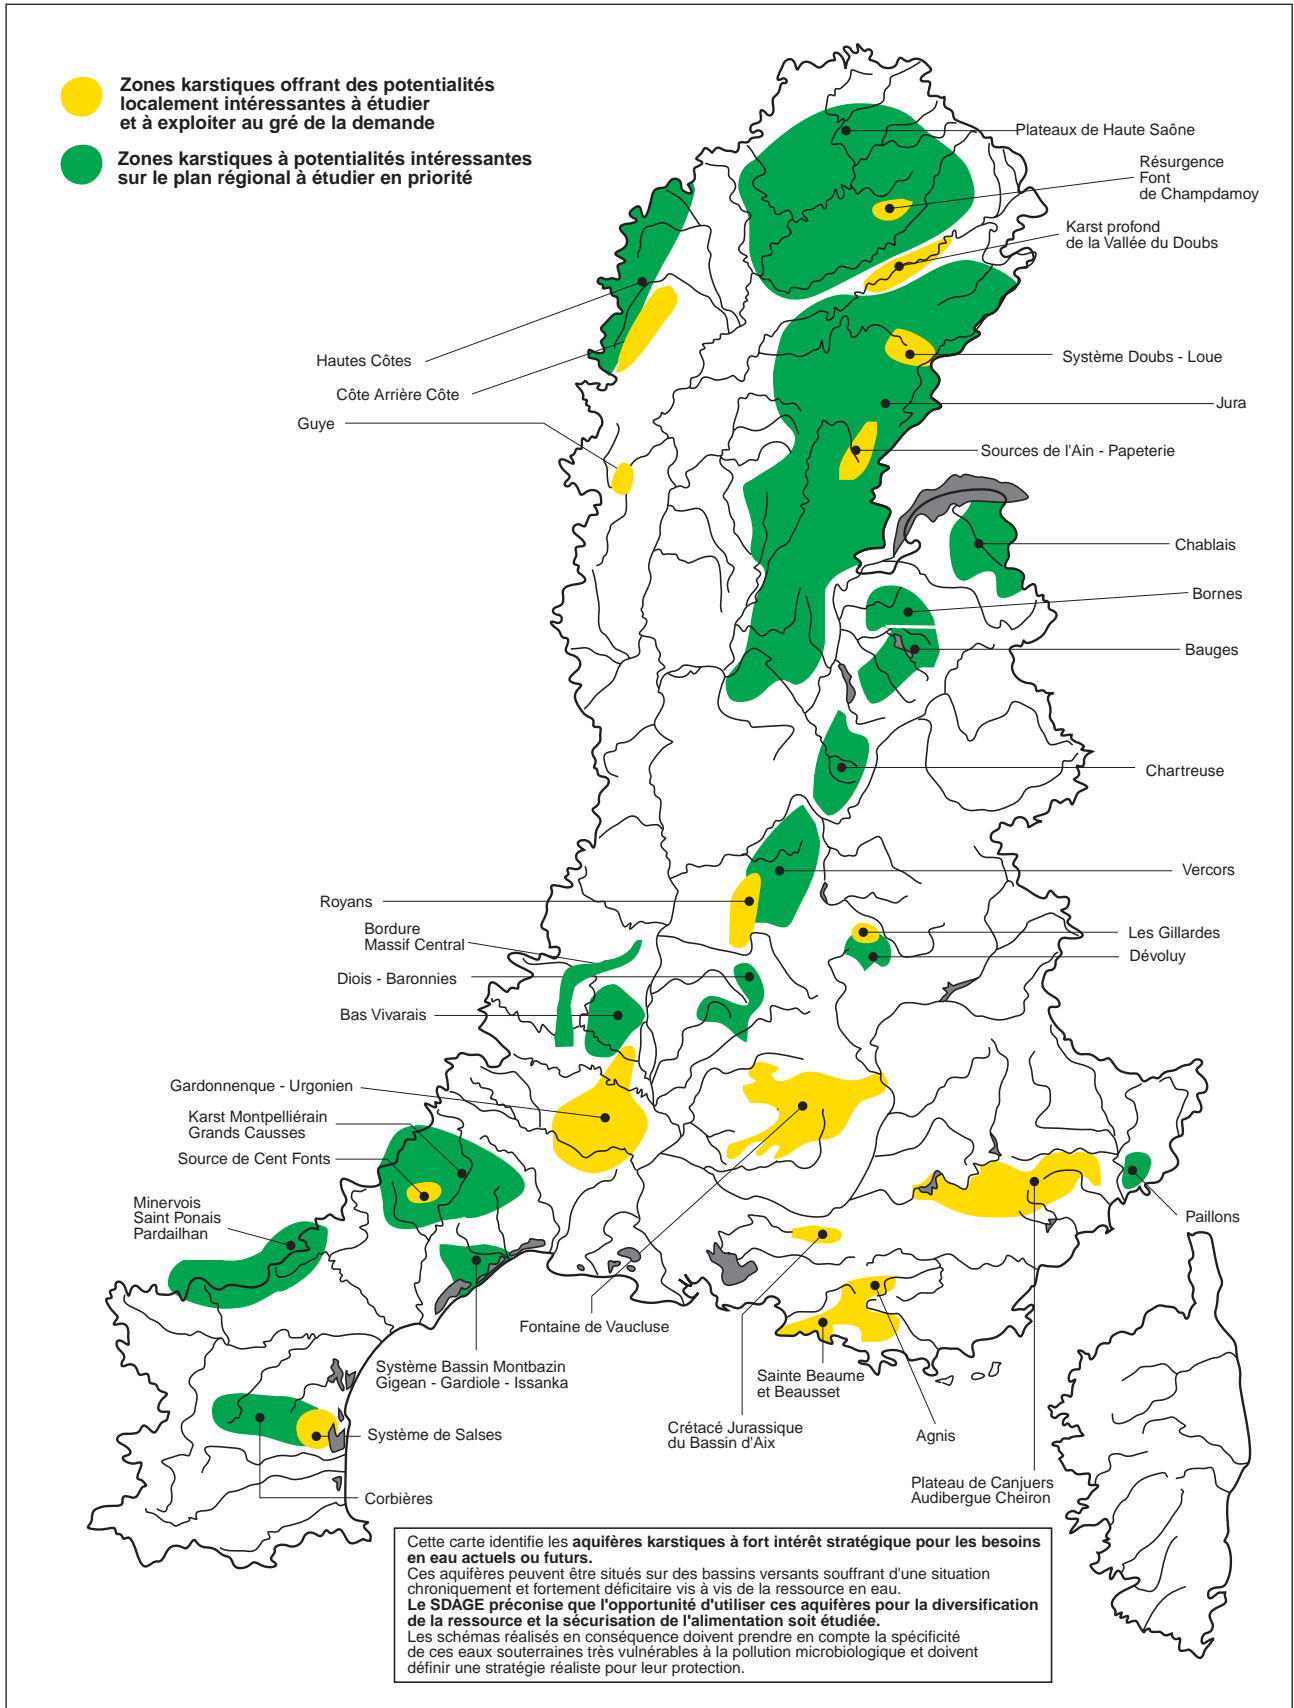 Zones karstiques offrant des potentialités
localement intéressantes à étudier
et à exploiter au gré de la demande
Zones karstiques à potentialités intéressantes
sur le plan régional à étudier en priorité
Plateaux de Haute Saône
Résurgence
Font
de Champdamoy
Karst profond
de la Vallée du Doubs
Hautes Côtes
Système Doubs - Loue
Côte Arrière Côte
Jura
Guye
Sources de l'Ain - Papeterie
Chablais
Bornes
Bauges
Chartreuse
Vercors
Royans
Bordure
Massif Central
Les Gillardes
Dévoluy
Diois - Baronnies
Bas Vivarais
Gardonnenque - Urgonien
Karst Montpelliérain
Grands Causses
Source de Cent Fonts
Minervois
Saint Ponais
Pardailhan
Paillons
Fontaine de Vaucluse
Système Bassin Montbazin
Gigean - Gardiole - Issanka
Sainte Beaume
et Beausset
Crétacé Jurassique
du Bassin d'Aix
Agnis
Système de Salses
Plateau de Canjuers
Audibergue Cheiron
Corbières
Cette carte identifie les aquifères karstiques à fort intérêt stratégique pour les besoins
en eau actuels ou futurs.
Ces aquifères peuvent être situés sur des bassins versants souffrant d'une situation
chroniquement et fortement déficitaire vis à vis de la ressource en eau.
Le SDAGE préconise que l'opportunité d'utiliser ces aquifères pour la diversification
de la ressource et la sécurisation de l'alimentation soit étudiée.
Les schémas réalisés en conséquence doivent prendre en compte la spécificité
de ces eaux souterraines très vulnérables à la pollution microbiologique et doivent
définir une stratégie réaliste pour leur protection.